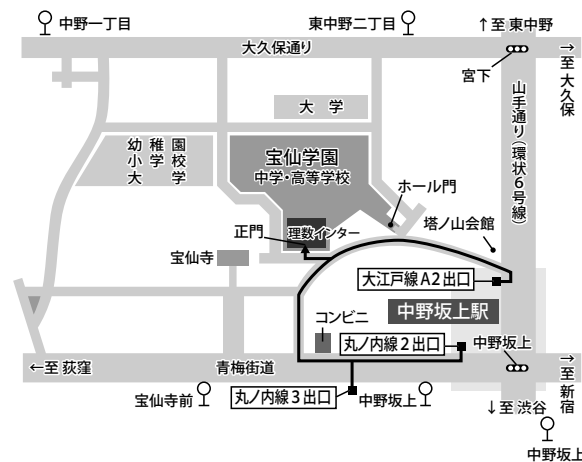 中野一丁目
東中野二丁目
↑至 東中野
大久保通り
→至 大久保
宮下
大 学
山手通り(環状6号線)
幼 稚 園
小 学 校
大 学
宝仙学園
中学・高等学校
ホール門
理数インター
正門
塔ノ山会館
宝仙寺
大江戸線A2出口
中野坂上駅
コンビニ
丸ノ内線2出口
中野坂上
←至 荻窪
青梅街道
→至 新宿
宝仙寺前
丸ノ内線3出口
中野坂上
↓至 渋谷
中野坂上